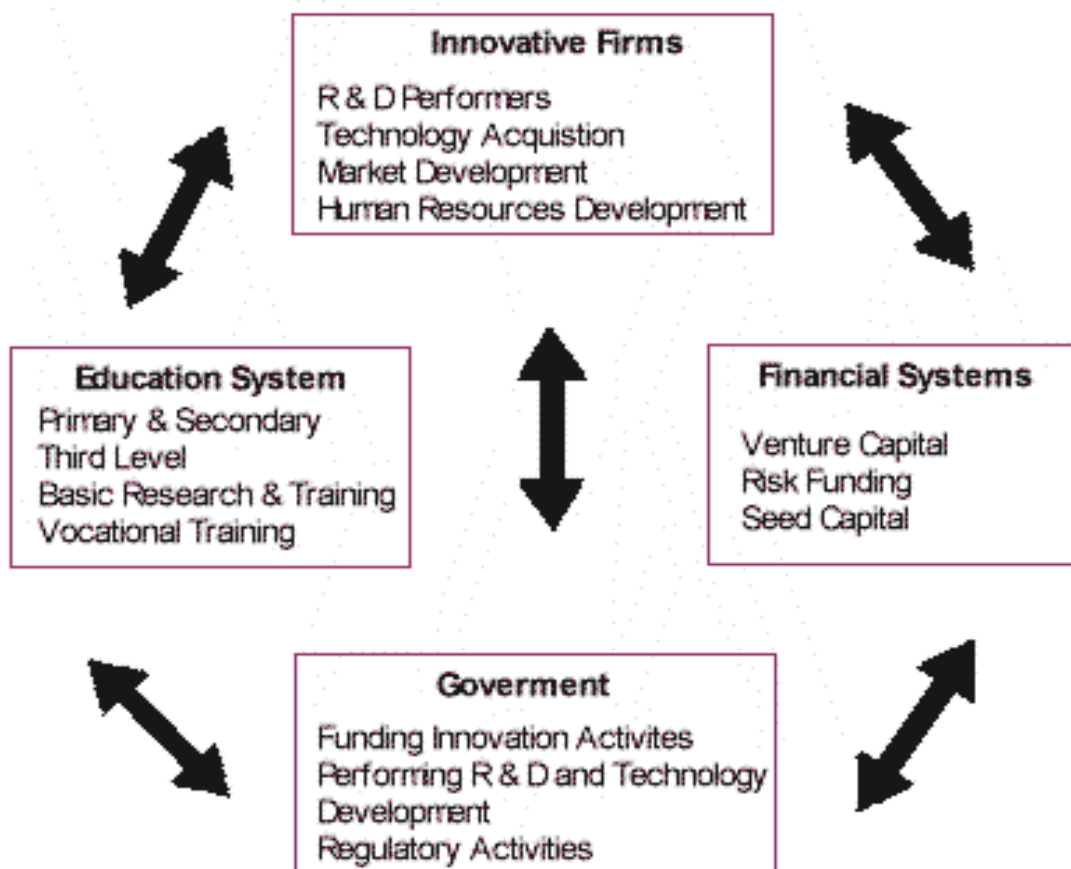 Innovative Firms
R & D Performers
Technology Acquistion
Market Development
Human Resources Development
Education System
Primary & Secondary
Third Level
Basic Research & Training
Vocational Training
Financial Systems
Venture Capital
Risk Funding
Seed Capital
Goverment
Funding Innovation Activites
Performing R & D and Technology
Development
Regulatory Activities